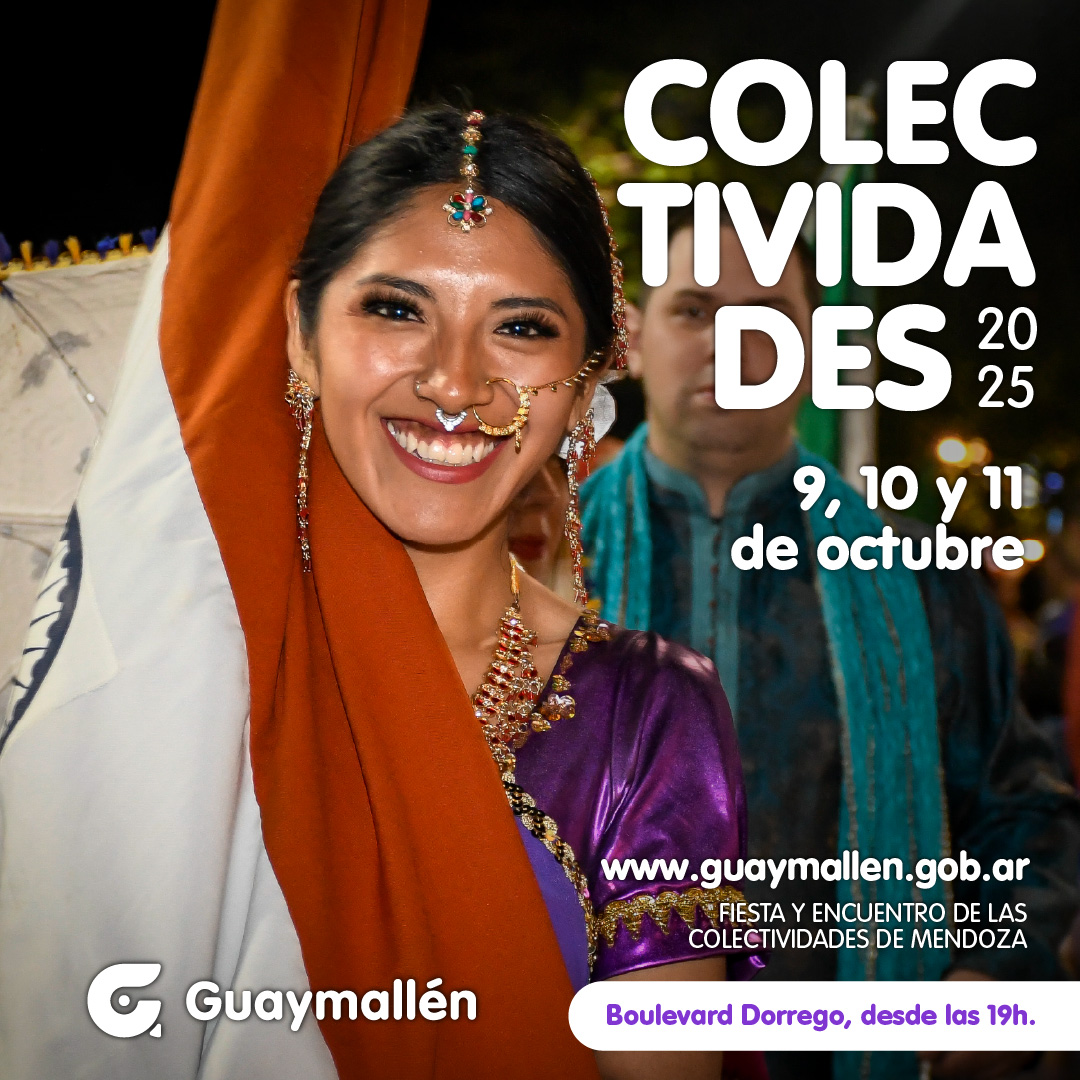 COLEC
TIVIDA
DES 20
25
9, 10 y 11
de octubre
www.guaymallen.gob.ar
FIESTA Y ENCUENTRO DE LAS
COLECTIVIDADES DE MENDOZA
Guaymallén
Boulevard Dorrego, desde las 19h.